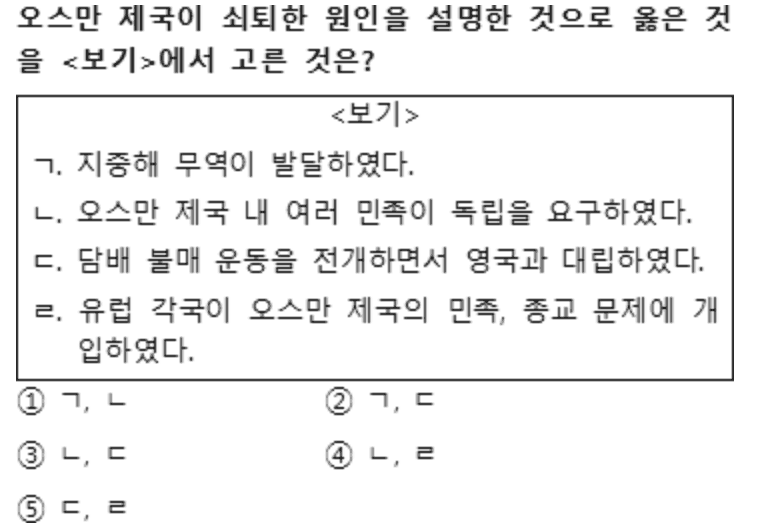 오스만 제국이 쇠퇴한 원인을 설명한 것으로 옳은 것
을 <보기>에서 고른 것은?
<보기>
ㄱ. 지중해 무역이 발달하였다.
ㄴ. 오스만 제국 내 여러 민족이 독립을 요구하였다.
ㄷ. 담배 불매 운동을 전개하면서 영국과 대립하였다.
ㄹ. 유럽 각국이 오스만 제국의 민족, 종교 문제에 개
입하였다.
① ㄱ, ㄴ ② ㄱ, ㄷ
③ ㄴ, ㄷ ④ ㄴ, ㄹ
⑤ ㄷ, ㄹ